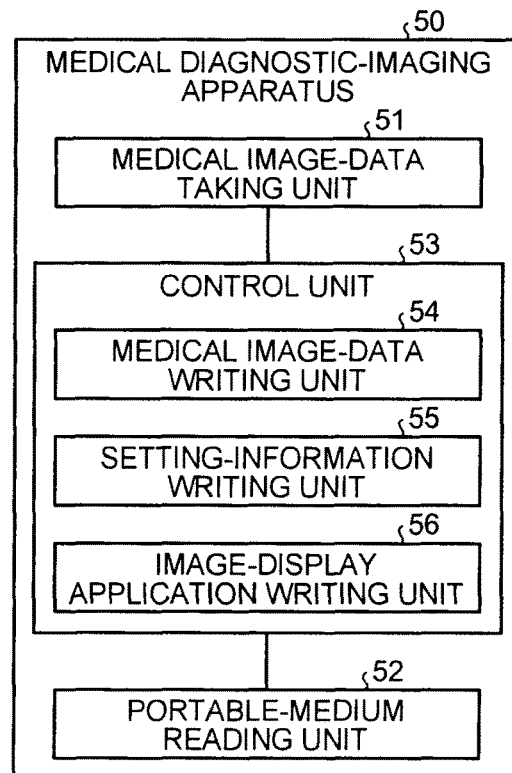 50
MEDICAL DIAGNOSTIC-IMAGING
APPARATUS
51
MEDICAL IMAGE-DATA
TAKING UNIT
53
CONTROL UNIT
54
MEDICAL IMAGE-DATA
WRITING UNIT
55
SETTING-INFORMATION
WRITING UNIT
56
IMAGE-DISPLAY
APPLICATION WRITING UNIT
52
PORTABLE-MEDIUM
READING UNIT